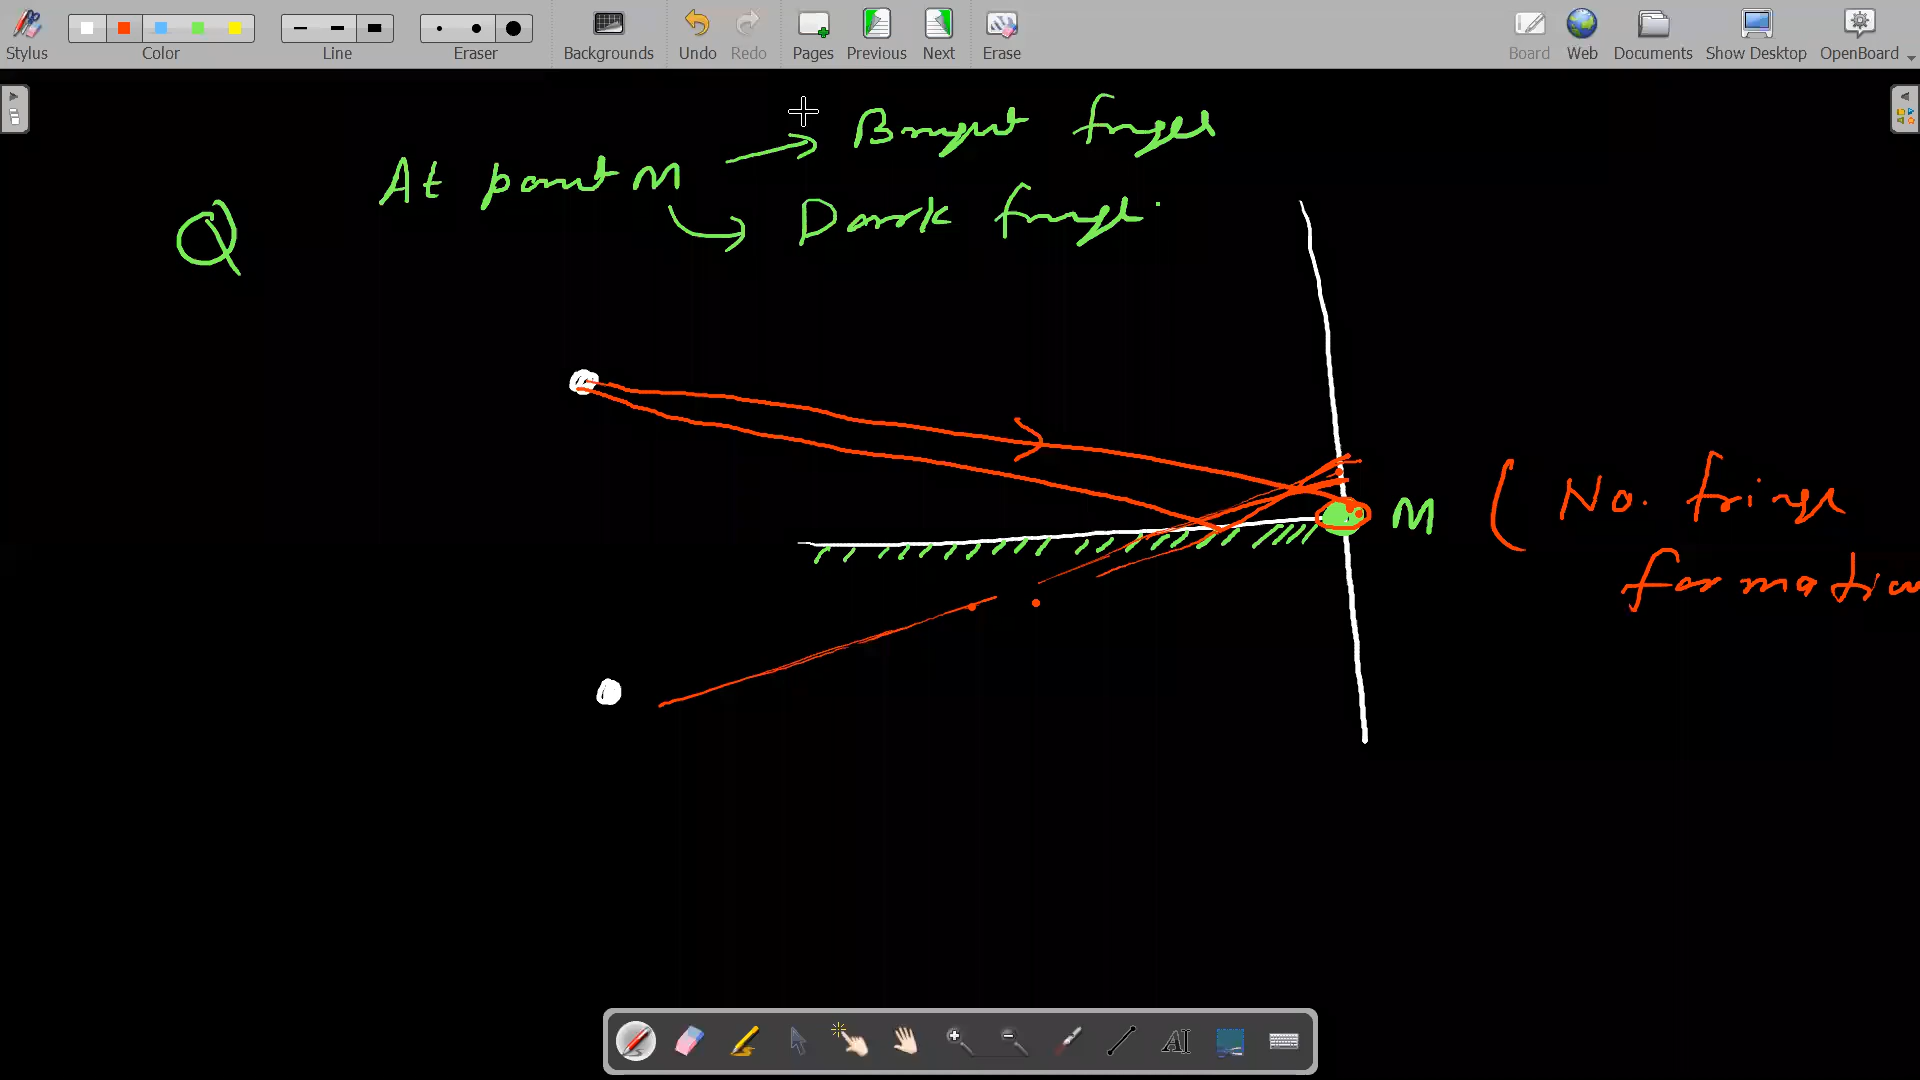 Stylus Color Line Eraser Backgrounds Undo Redo Pages Previous Next Erase Board Web Documents Show Desktop OpenBoard
At point M → Bright fringe
Dark fringe.
Q
M
( No. fringe
formation
AI